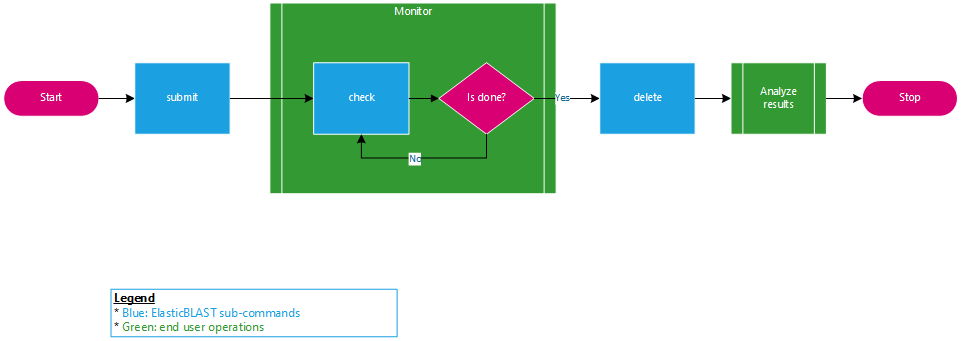 Monitor
Start
submit
check
Is done?
Yes
delete
Analyze
results
Stop
No
Legend
* Blue: ElasticBLAST sub-commands
* Green: end user operations